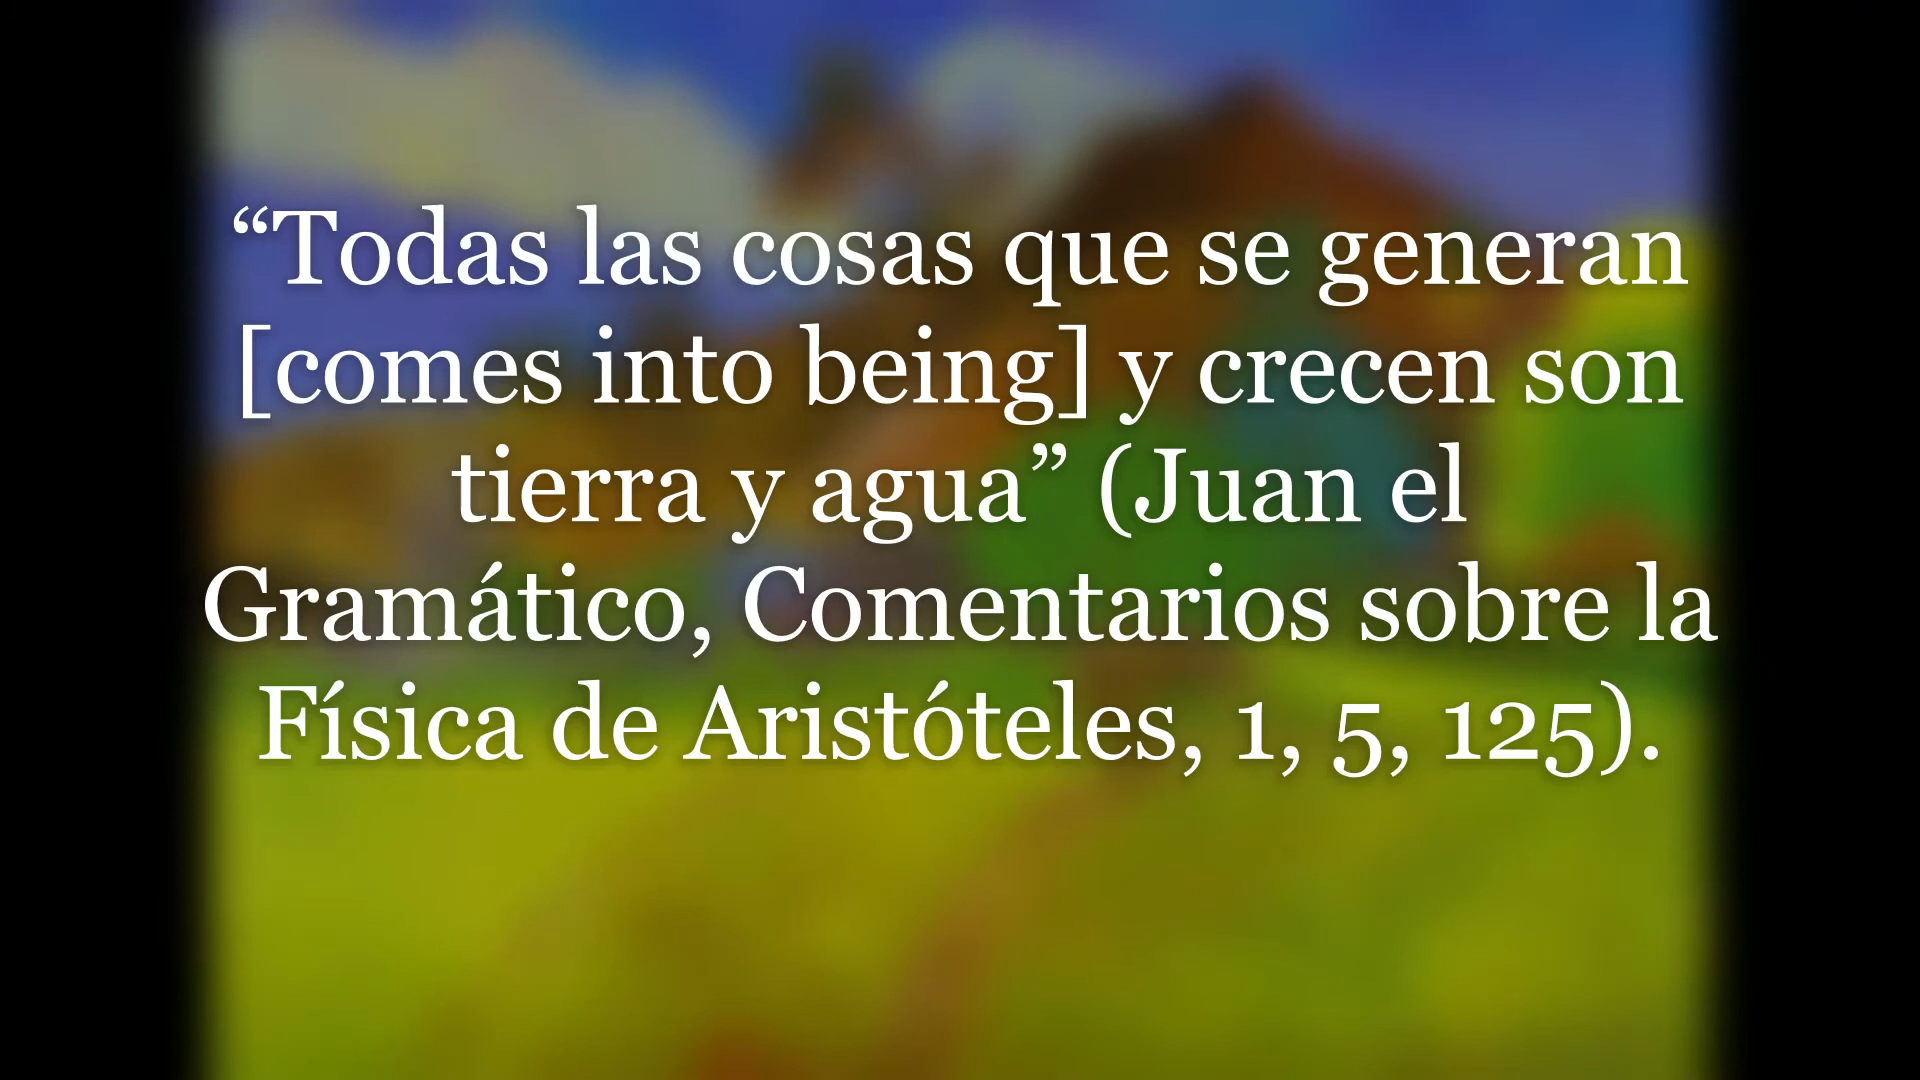 “Todas las cosas que se generan
[comes into being] y crecen son
tierra y agua” (Juan el
Gramático, Comentarios sobre la
Física de Aristóteles, 1, 5, 125).